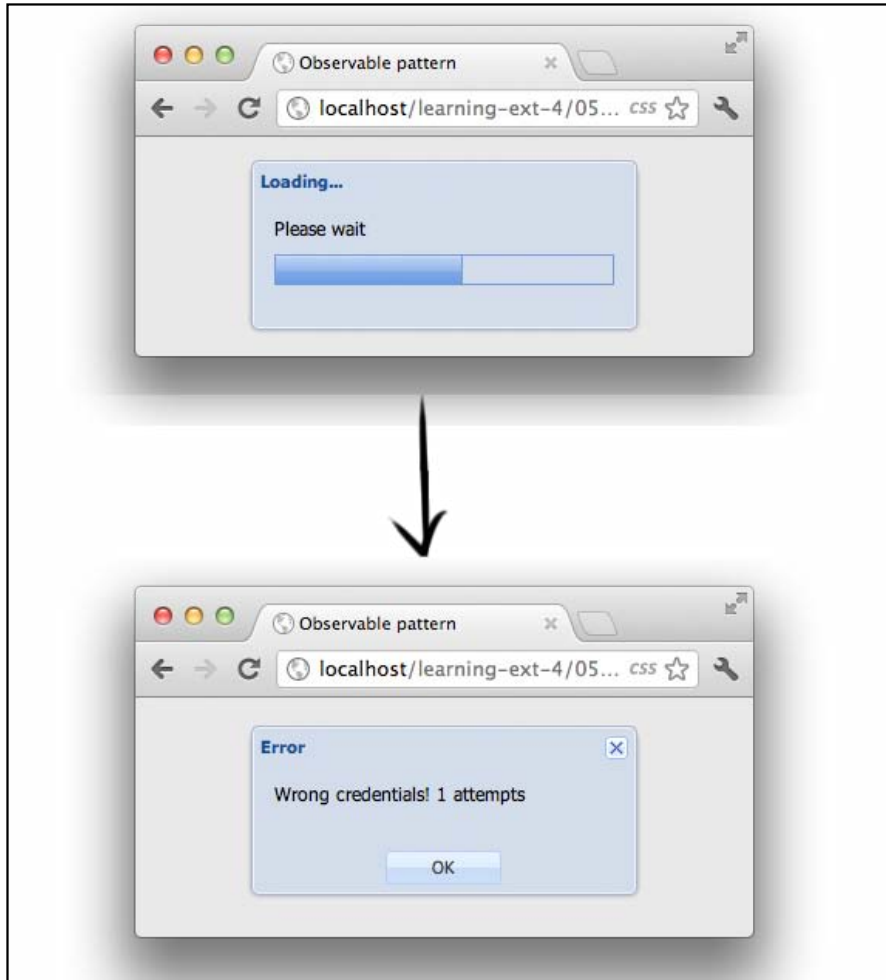 Observable pattern
localhost/learning-ext-4/05... css
Loading...
Please wait
Observable pattern
localhost/learning-ext-4/05... css
Error
Wrong credentials! 1 attempts
OK